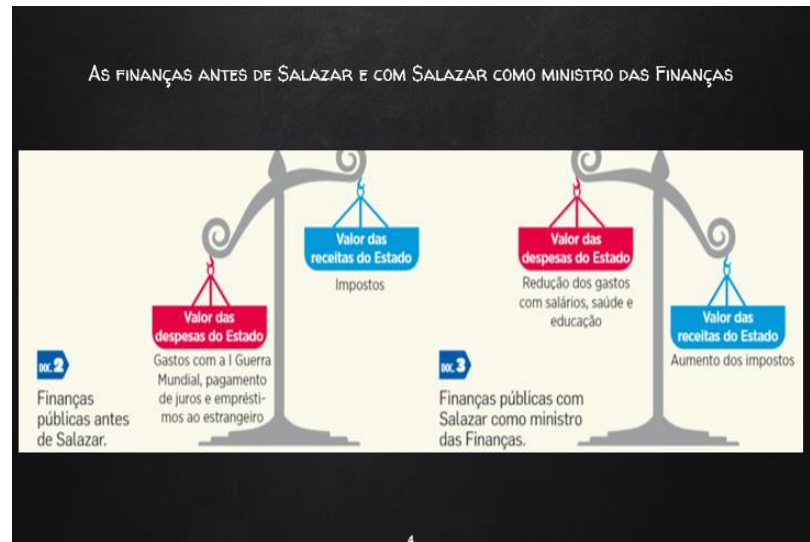 As finanças antes de Salazar e com Salazar como ministro das Finanças
Valor das
receitas do Estado
Impostos
Valor das
despesas do Estado
Gastos com a I Guerra
Mundial, pagamento
de juros e emprésti-
mos ao estrangeiro
DOC. 2
Finanças
públicas antes
de Salazar.
Valor das
despesas do Estado
Redução dos gastos
com salários, saúde e
educação
Valor das
receitas do Estado
Aumento dos impostos
DOC. 3
Finanças públicas com
Salazar como ministro
das Finanças.
4